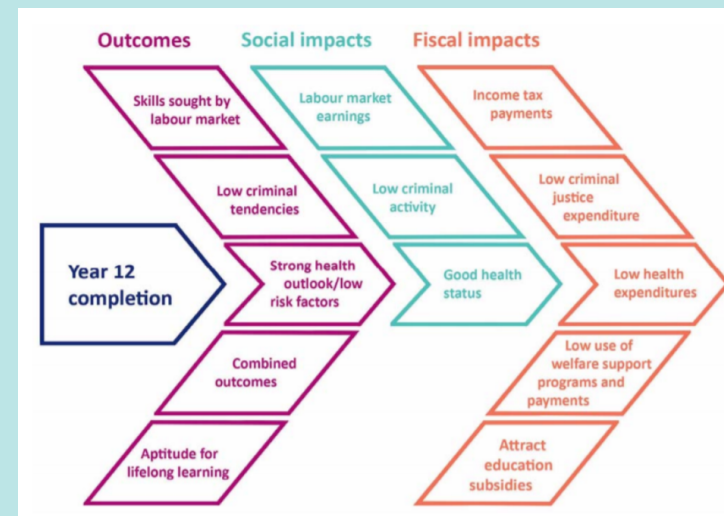 Outcomes
Social impacts
Fiscal impacts
Year 12
completion
Skills sought by
labour market
Low criminal
tendencies
Strong health
outlook/low
risk factors
Combined
outcomes
Aptitude for
lifelong learning
Labour market
earnings
Low criminal
activity
Good health
status
Income tax
payments
Low criminal
justice
expenditure
Low health
expenditures
Low use of
welfare support
programs and
payments
Attract
education
subsidies